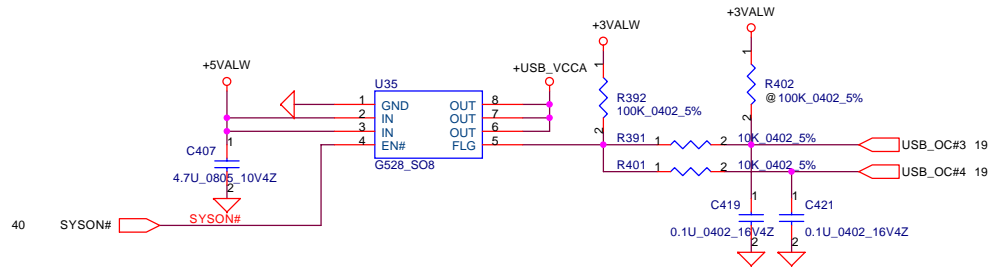 +3VALW
+3VALW
+5VALW
+USB_VCCA
U35
1 GND OUT 8
2 IN OUT 7
3 IN OUT 6
4 EN# FLG 5
G528_SO8
1
R392
100K_0402_5%
2
1
R402
@ 100K_0402_5%
2
R391 1 2 10K_0402_5%
USB_OC#3 19
R401 1 2 10K_0402_5%
USB_OC#4 19
1
C407
4.7U_0805_10V4Z
2
1
C419
0.1U_0402_16V4Z
2
1
C421
0.1U_0402_16V4Z
2
40 SYSON# SYSON#